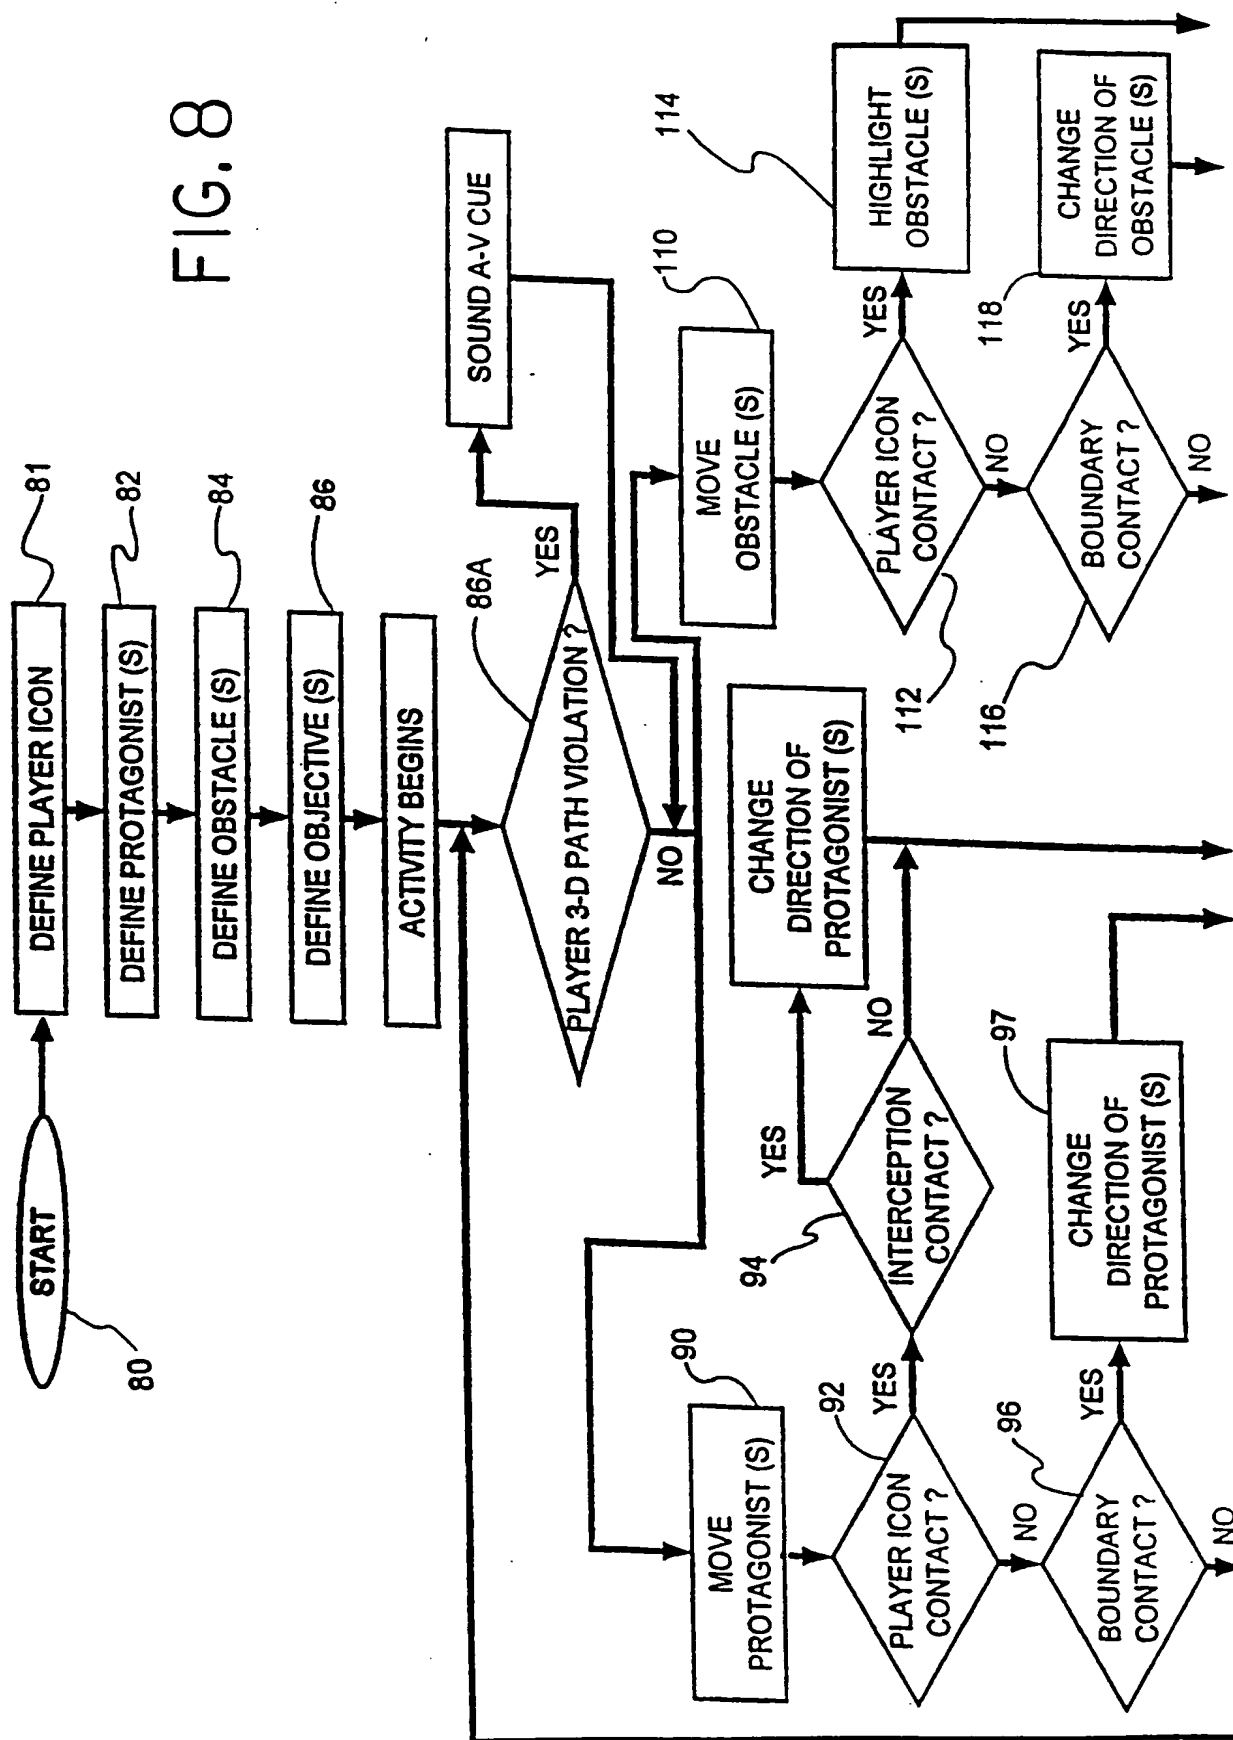 FIG. 8
START
80
DEFINE PLAYER ICON
81
DEFINE PROTAGONIST (S)
82
DEFINE OBSTACLE (S)
84
DEFINE OBJECTIVE (S)
86
ACTIVITY BEGINS
PLAYER 3-D PATH VIOLATION ?
86A
YES
SOUND A-V CUE
NO
MOVE
PROTAGONIST (S)
90
PLAYER ICON
CONTACT ?
92
YES
INTERCEPTION
CONTACT ?
94
YES
CHANGE
DIRECTION OF
PROTAGONIST (S)
NO
NO
BOUNDARY
CONTACT ?
96
YES
CHANGE
DIRECTION OF
PROTAGONIST (S)
97
NO
MOVE
OBSTACLE (S)
110
PLAYER ICON
CONTACT ?
112
YES
HIGHLIGHT
OBSTACLE (S)
114
NO
BOUNDARY
CONTACT ?
116
YES
CHANGE
DIRECTION OF
OBSTACLE (S)
118
NO